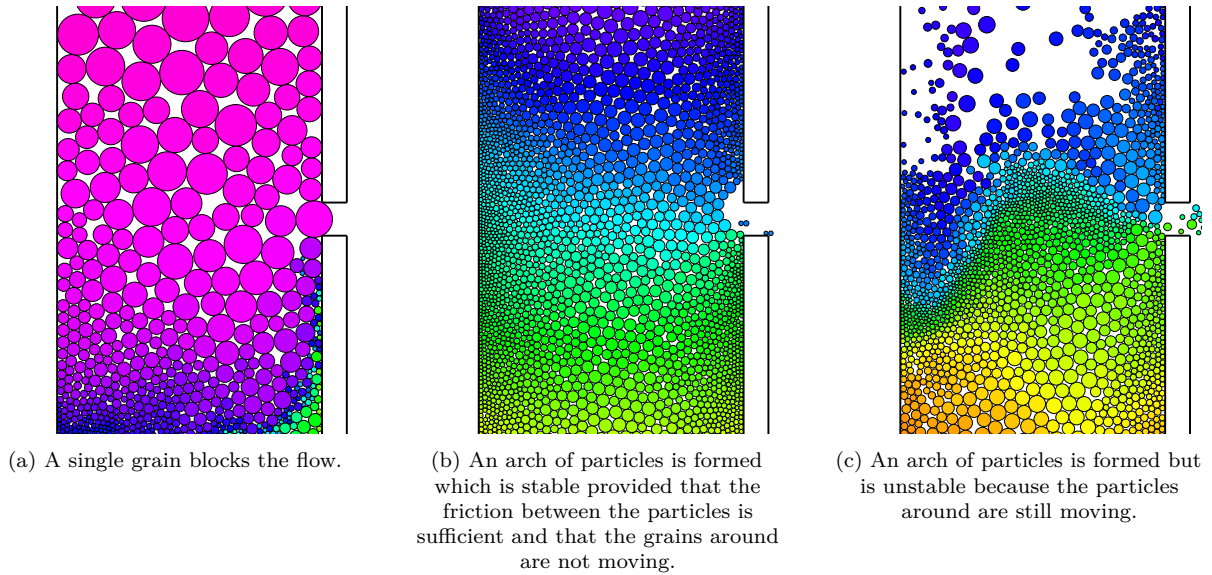 (a) A single grain blocks the flow.
(b) An arch of particles is formed
which is stable provided that the
friction between the particles is
sufficient and that the grains around
are not moving.
(c) An arch of particles is formed but
is unstable because the particles
around are still moving.